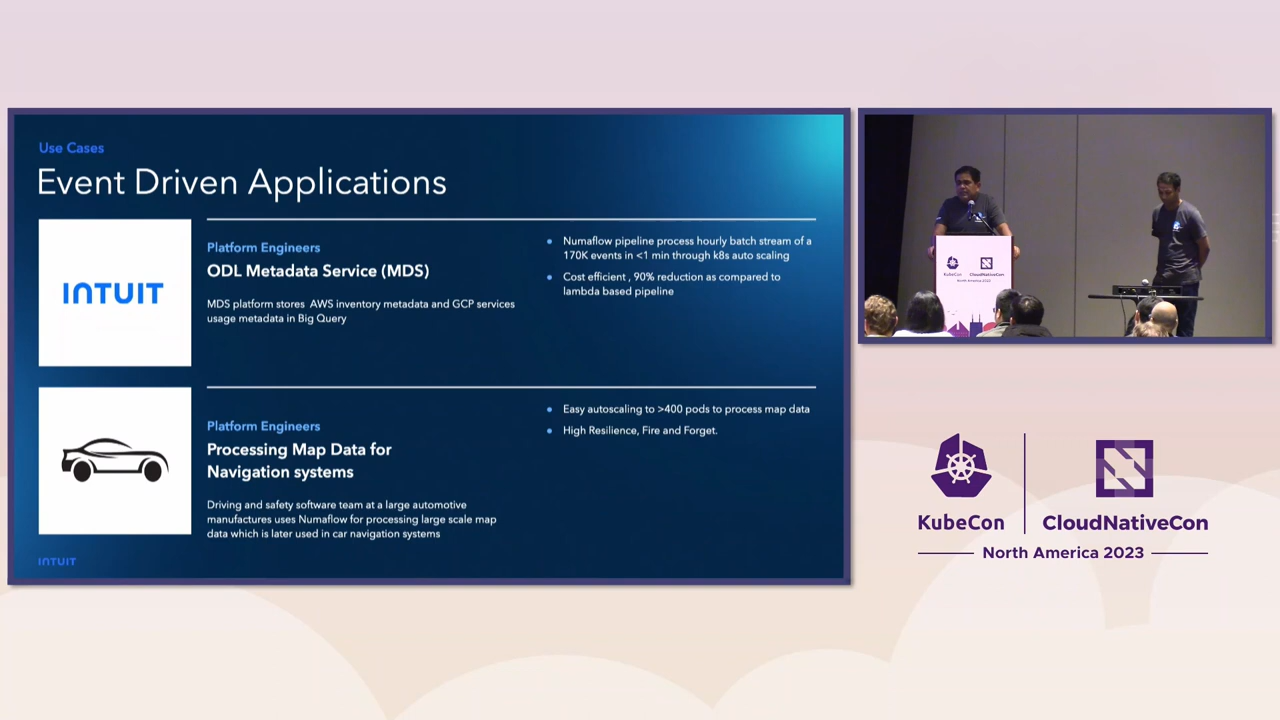 Use Cases
Event Driven Applications
INTUIT
Platform Engineers
ODL Metadata Service (MDS)
MDS platform stores AWS inventory metadata and GCP services
usage metadata in Big Query
Numaflow pipeline process hourly batch stream of a
170K events in <1 min through k8s auto scaling
Cost efficient , 90% reduction as compared to
lambda based pipeline
Platform Engineers
Processing Map Data for
Navigation systems
Driving and safety software team at a large automotive
manufactures uses Numaflow for processing large scale map
data which is later used in car navigation systems
Easy autoscaling to >400 pods to process map data
High Resilience, Fire and Forget.
INTUIT
KubeCon
CloudNativeCon
North America 2023
KubeCon
CloudNativeCon
North America 2023